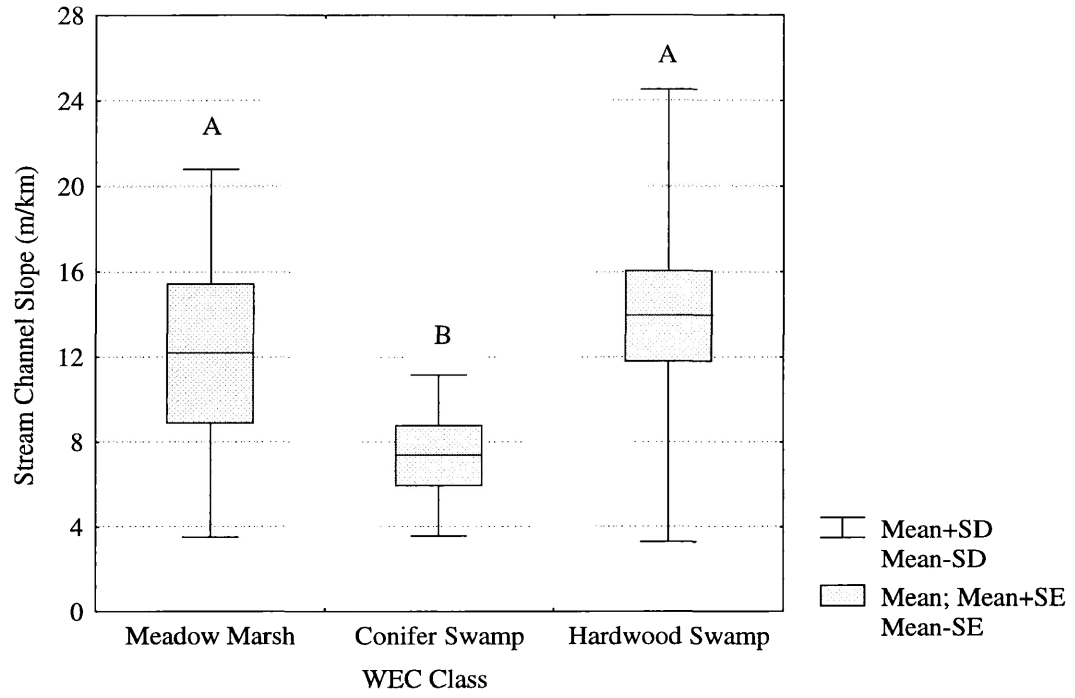 28
24
20
16
12
8
4
0
Stream Channel Slope (m/km)
A
B
A
Meadow Marsh
Conifer Swamp
Hardwood Swamp
WEC Class
Mean+SD
Mean-SD
Mean; Mean+SE
Mean-SE